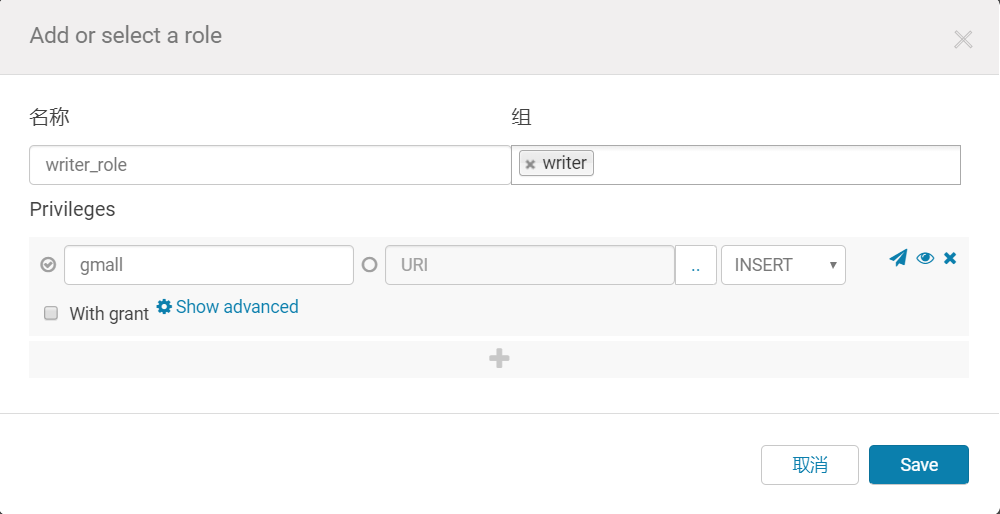 Add or select a role
名称 组
writer_role writer
Privileges
gmall URI .. INSERT
With grant Show advanced
取消 Save